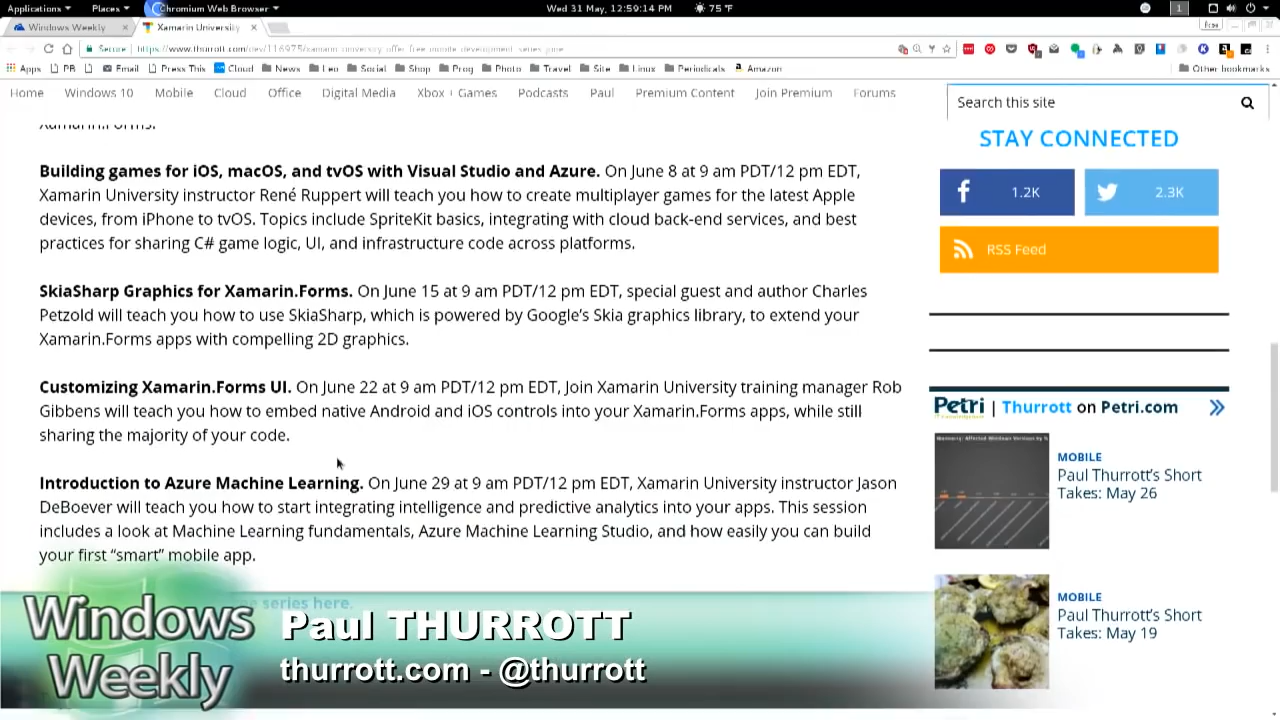 Applications
Places
Chromium Web Browser
Wed 31 May, 12:59:14 PM
75 °F
1
Windows Weekly
Xamarin University
Secure
Apps
PB
Email
Press This
Cloud
News
Leo
Social
Shop
Prog
Photo
Travel
Site
Linux
Periodicals
Amazon
Other bookmarks
Home
Windows 10
Mobile
Cloud
Office
Digital Media
Xbox + Games
Podcasts
Paul
Premium Content
Join Premium
Forums
Search this site
Xamarin.Forms.
Building games for iOS, macOS, and tvOS with Visual Studio and Azure. On June 8 at 9 am PDT/12 pm EDT,
Xamarin University instructor René Ruppert will teach you how to create multiplayer games for the latest Apple
devices, from iPhone to tvOS. Topics include SpriteKit basics, integrating with cloud back-end services, and best
practices for sharing C# game logic, UI, and infrastructure code across platforms.
SkiaSharp Graphics for Xamarin.Forms. On June 15 at 9 am PDT/12 pm EDT, special guest and author Charles
Petzold will teach you how to use SkiaSharp, which is powered by Google's Skia graphics library, to extend your
Xamarin.Forms apps with compelling 2D graphics.
Customizing Xamarin.Forms UI. On June 22 at 9 am PDT/12 pm EDT, Join Xamarin University training manager Rob
Gibbens will teach you how to embed native Android and iOS controls into your Xamarin.Forms apps, while still
sharing the majority of your code.
Introduction to Azure Machine Learning. On June 29 at 9 am PDT/12 pm EDT, Xamarin University instructor Jason
DeBoever will teach you how to start integrating intelligence and predictive analytics into your apps. This session
includes a look at Machine Learning fundamentals, Azure Machine Learning Studio, and how easily you can build
your first “smart” mobile app.
series here.
STAY CONNECTED
1.2K
2.3K
RSS Feed
Petri | Thurrott on Petri.com
MOBILE
Paul Thurrott's Short
Takes: May 26
MOBILE
Paul Thurrott's Short
Takes: May 19
Windows
Weekly
Paul THURROTT
thurrott.com - @thurrott